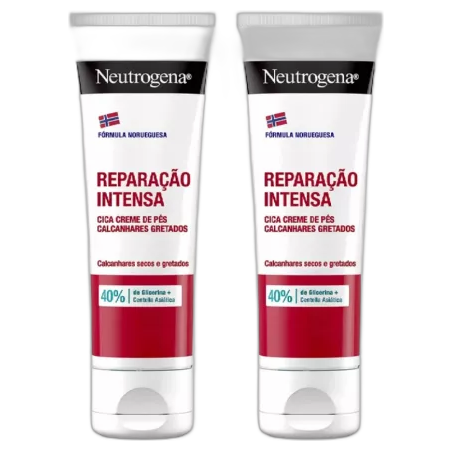 Neutrogena®
FÓRMULA NORUEGUESA
REPARAÇÃO
INTENSA
CICA CREME DE PÉS
CALCANHARES GRETADOS
Calcanhares secos e gretados
40% de Glicerina +
Centella Asiática
Neutrogena®
FÓRMULA NORUEGUESA
REPARAÇÃO
INTENSA
CICA CREME DE PÉS
CALCANHARES GRETADOS
Calcanhares secos e gretados
40% de Glicerina +
Centella Asiática